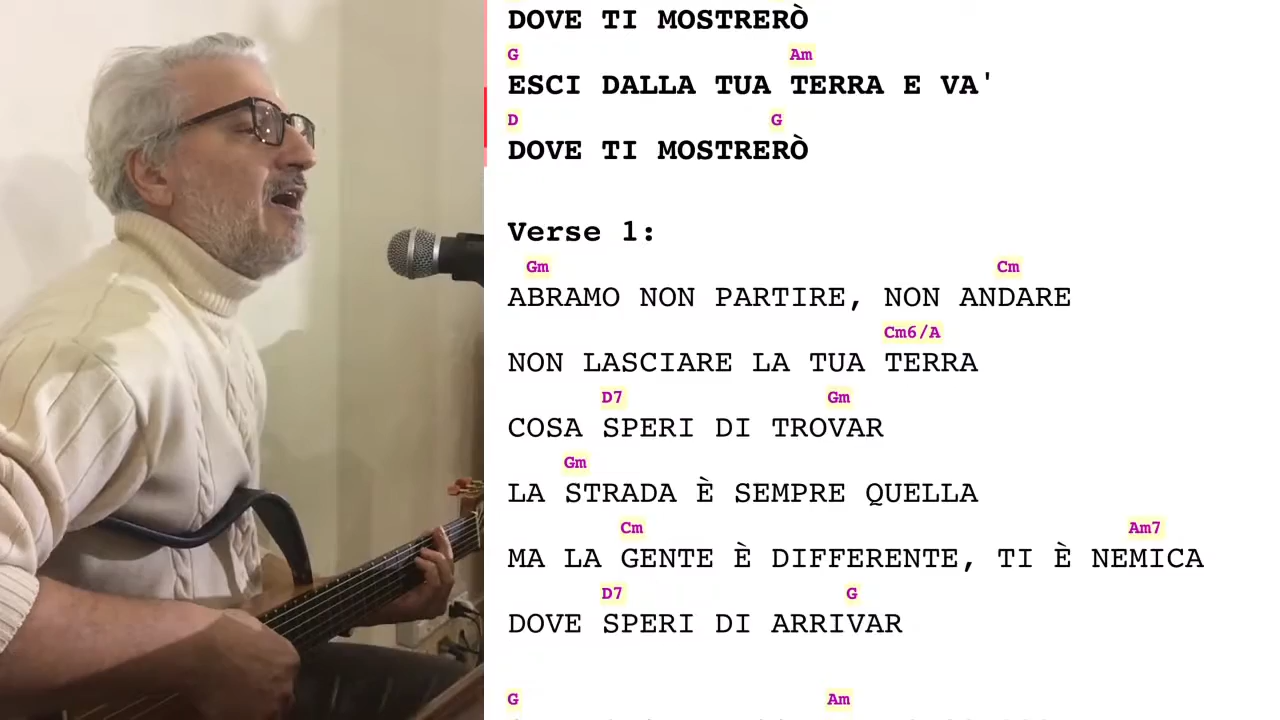 DOVE TI MOSTRERÒ
G Am
ESCI DALLA TUA TERRA E VA'
D G
DOVE TI MOSTRERÒ
Verse 1:
Gm Cm
ABRAMO NON PARTIRE, NON ANDARE
Cm6/A
NON LASCIARE LA TUA TERRA
D7 Gm
COSA SPERI DI TROVAR
Gm
LA STRADA È SEMPRE QUELLA
Cm Am7
MA LA GENTE È DIFFERENTE, TI È NEMICA
D7 G
DOVE SPERI DI ARRIVAR
G Am